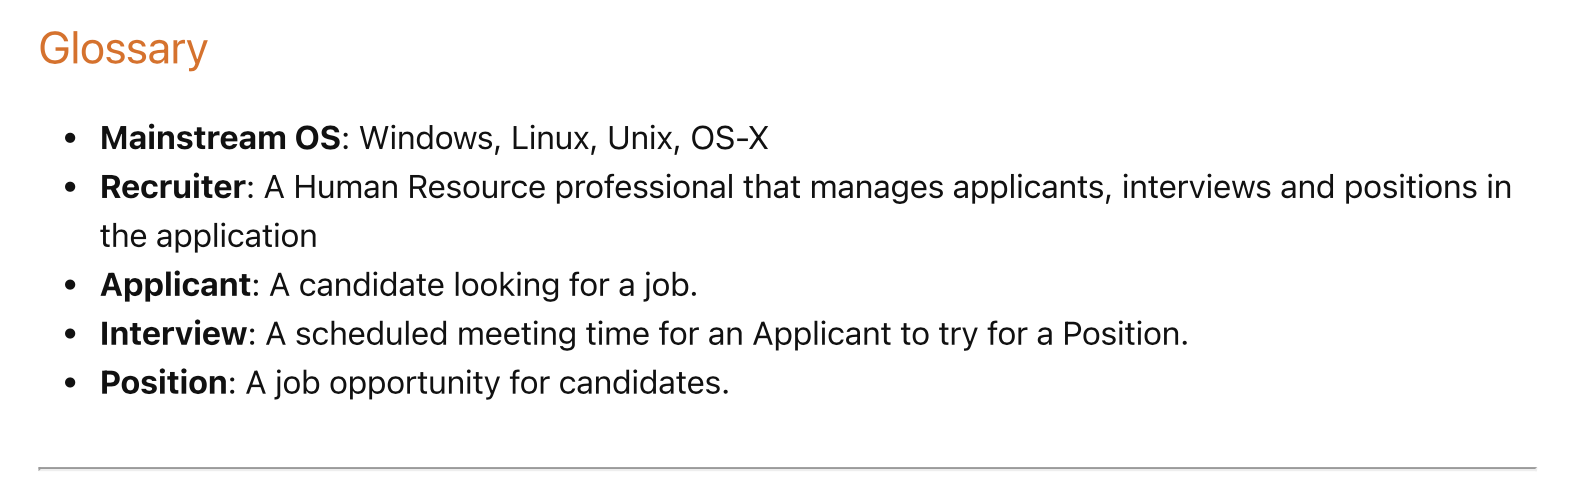 Glossary
• Mainstream OS: Windows, Linux, Unix, OS-X
• Recruiter: A Human Resource professional that manages applicants, interviews and positions in
the application
• Applicant: A candidate looking for a job.
• Interview: A scheduled meeting time for an Applicant to try for a Position.
• Position: A job opportunity for candidates.